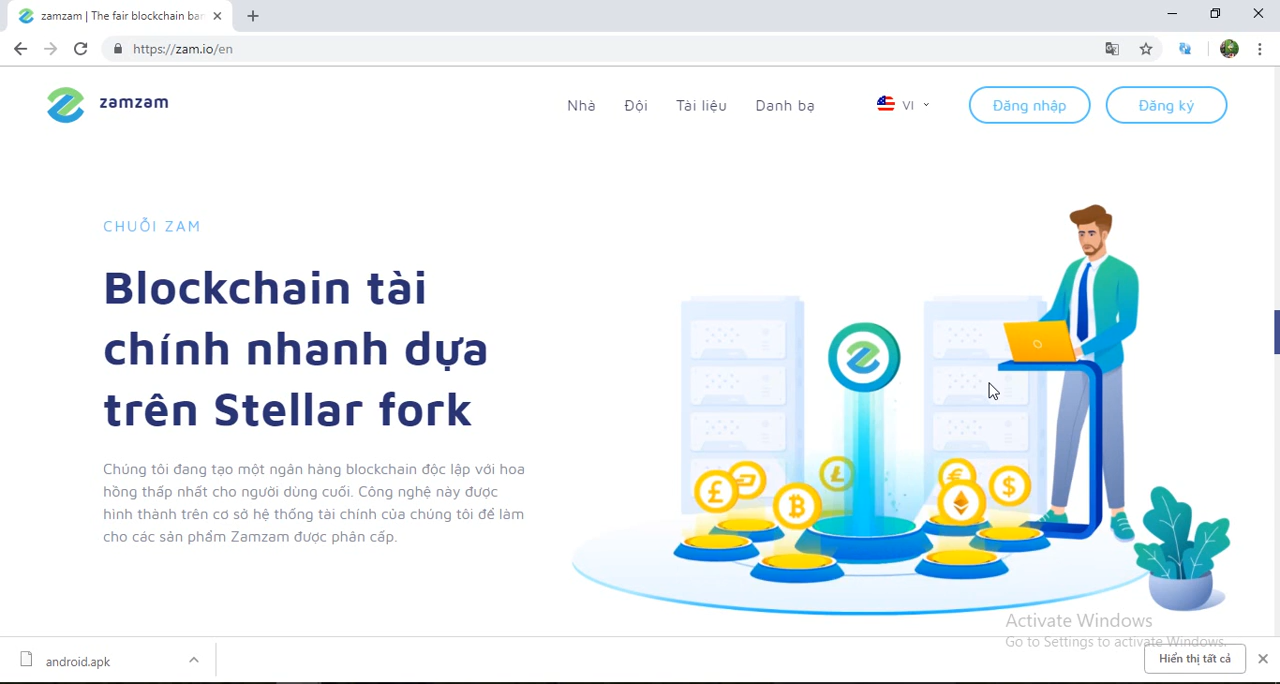 zamzam | The fair blockchain ba
https://zam.io/en
zamzam
Nhà Đội Tài liệu Danh bạ VI Đăng nhập Đăng ký
CHUỖI ZAM
Blockchain tài
chính nhanh dựa
trên Stellar fork
Chúng tôi đang tạo một ngân hàng blockchain độc lập với hoa
hồng thấp nhất cho người dùng cuối. Công nghệ này được
hình thành trên cơ sở hệ thống tài chính của chúng tôi để làm
cho các sản phẩm Zamzam được phân cấp.
Activate Windows
Go to Settings to activate Windows.
android.apk
Hiển thị tất cả